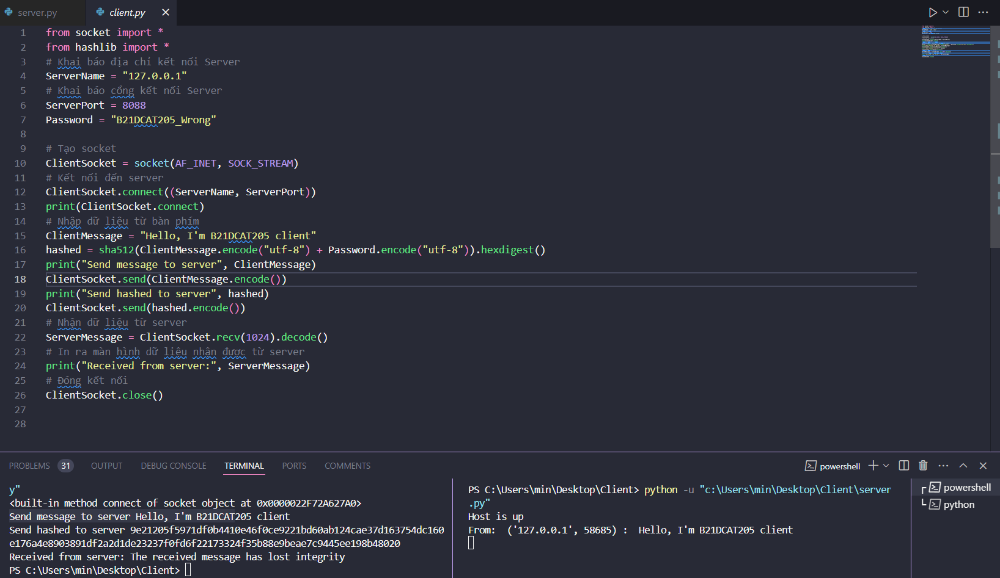 server.py
client.py
1 from socket import *
2 from hashlib import *
3 # Khai báo địa chỉ kết nối Server
4 ServerName = "127.0.0.1"
5 # Khai báo cổng kết nối Server
6 ServerPort = 8088
7 Password = "B21DCAT205_Wrong"
8
9 # Tạo socket
10 ClientSocket = socket(AF_INET, SOCK_STREAM)
11 # Kết nối đến server
12 ClientSocket.connect((ServerName, ServerPort))
13 print(ClientSocket.connect)
14 # Nhập dữ liệu từ bàn phím
15 ClientMessage = "Hello, I'm B21DCAT205 client"
16 hashed = sha512(ClientMessage.encode("utf-8") + Password.encode("utf-8")).hexdigest()
17 print("Send message to server", ClientMessage)
18 ClientSocket.send(ClientMessage.encode())
19 print("Send hashed to server", hashed)
20 ClientSocket.send(hashed.encode())
21 # Nhận dữ liệu từ server
22 ServerMessage = ClientSocket.recv(1024).decode()
23 # In ra màn hình dữ liệu nhận được từ server
24 print("Received from server:", ServerMessage)
25 # Đóng kết nối
26 ClientSocket.close()
27
28
PROBLEMS 31 OUTPUT DEBUG CONSOLE TERMINAL PORTS COMMENTS
powershell
y"
<built-in method connect of socket object at 0x0000022F72A627A0>
Send message to server Hello, I'm B21DCAT205 client
Send hashed to server 9e21205f5971df0b4410e46f0ce9221bd60ab124cae37d163754dc160
e176a4e8903891df2a2d1de23237f0fd6f22173324f35b88e9beae7c9445ee198b48020
Received from server: The received message has lost integrity
PS C:\Users\min\Desktop\Client>
PS C:\Users\min\Desktop\Client> python -u "c:\Users\min\Desktop\Client\server
.py"
Host is up
From:  ('127.0.0.1', 58685) :  Hello, I'm B21DCAT205 client
powershell
python